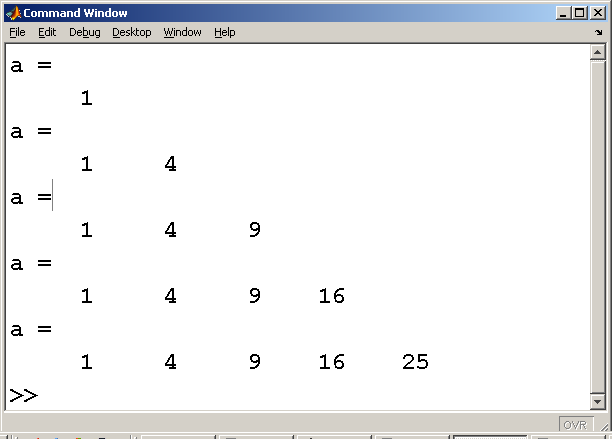 Command Window
File Edit Debug Desktop Window Help
a =
1
a =
1 4
a =
1 4 9
a =
1 4 9 16
a =
1 4 9 16 25
>>
OVR